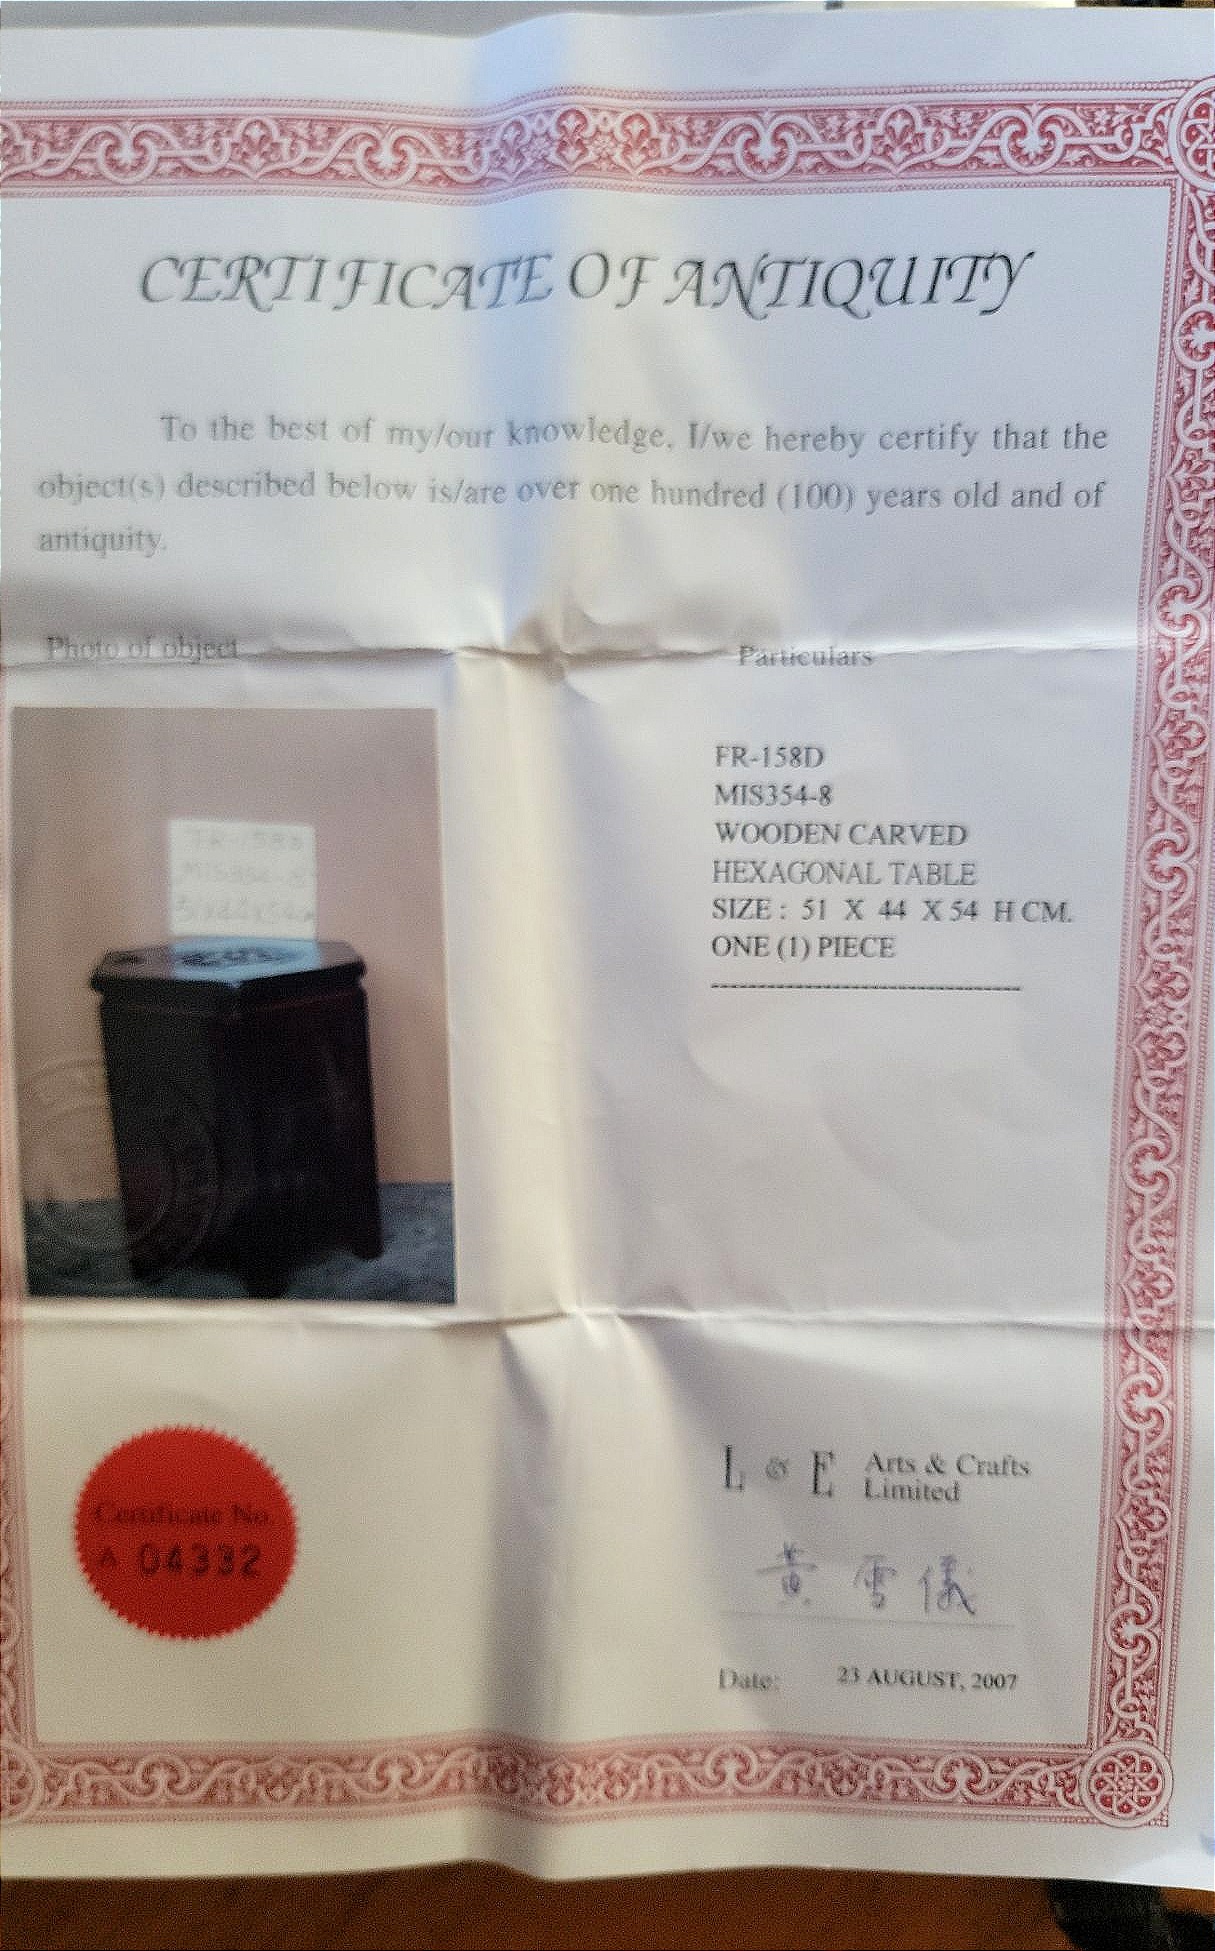 CERTIFICATE OF ANTIQUITY
To the best of my/our knowledge, I/we hereby certify that the
object(s) described below is/are over one hundred (100) years old and of
antiquity.
Photo of object
Particulars
FR-158D
MIS354-8
WOODEN CARVED
HEXAGONAL TABLE
SIZE : 51 X 44 X 54 H CM.
ONE (1) PIECE
Certificate No.
A 04332
L & E Arts & Crafts
Limited
黃雪儀
Date: 23 AUGUST, 2007